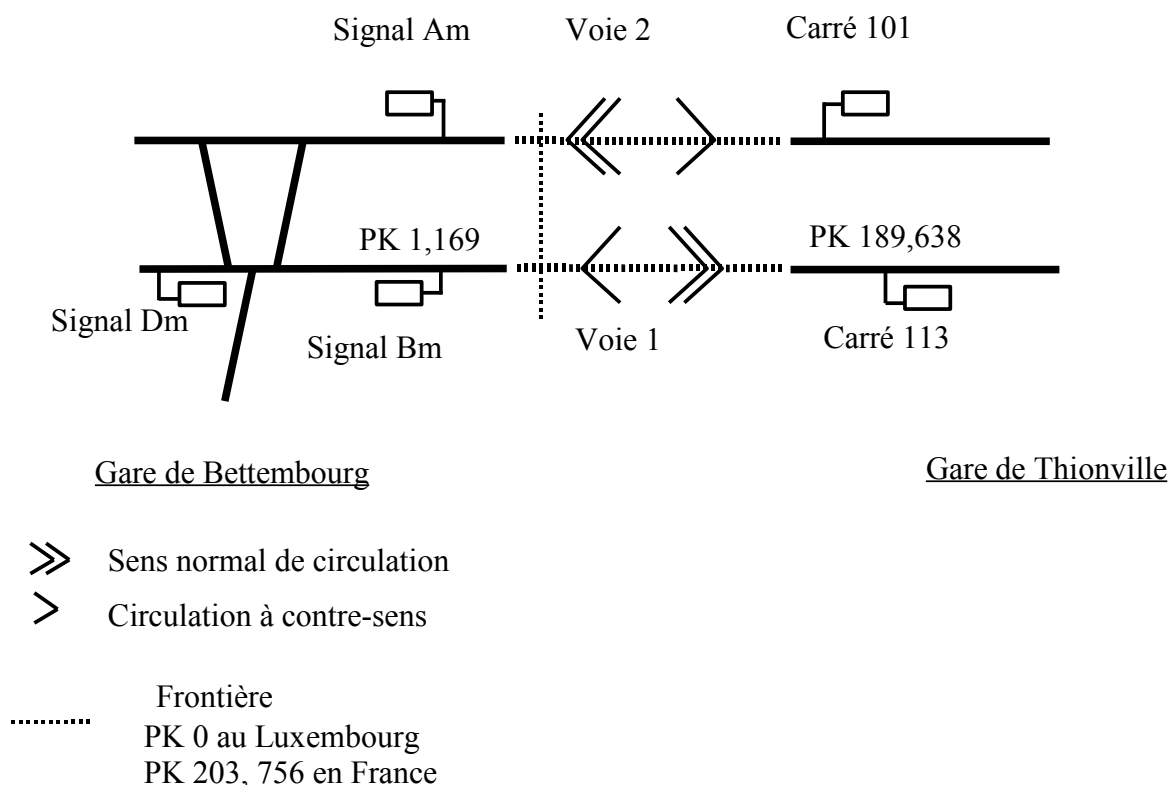 Signal Am Voie 2 Carré 101
PK 1,169 PK 189,638
Signal Dm
Signal Bm Voie 1 Carré 113
Gare de Bettembourg Gare de Thionville
Sens normal de circulation
Circulation à contre-sens
Frontière
PK 0 au Luxembourg
PK 203, 756 en France